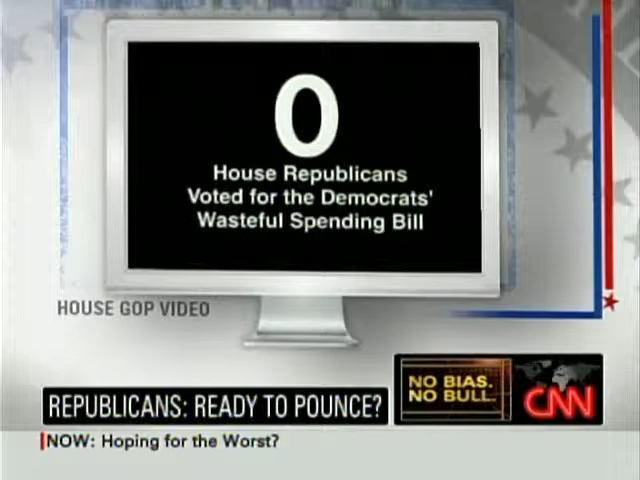 0
House Republicans
Voted for the Democrats'
Wasteful Spending Bill
HOUSE GOP VIDEO
REPUBLICANS: READY TO POUNCE?
NO BIAS.
NO BULL.
CNN
NOW: Hoping for the Worst?